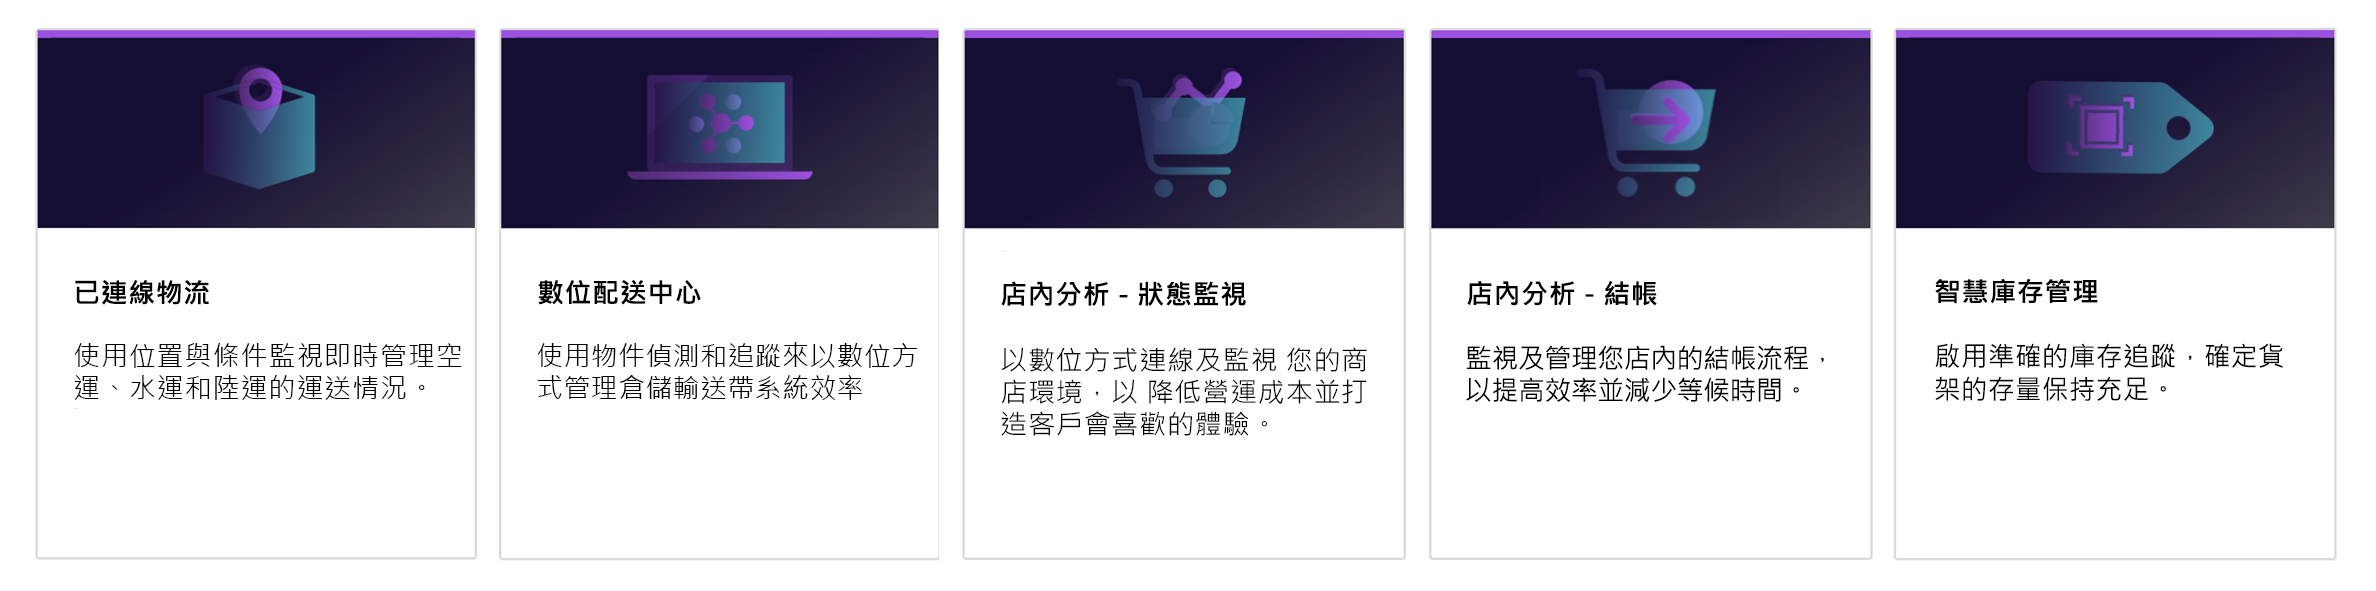 已連線物流
使用位置與條件監視即時管理空
運、水運和陸運的運送情況。
數位配送中心
使用物件偵測和追蹤來以數位方
式管理倉儲輸送帶系統效率
店內分析 - 狀態監視
以數位方式連線及監視 您的商
店環境，以 降低營運成本並打
造客戶會喜歡的體驗。
店內分析 - 結帳
監視及管理您店內的結帳流程，
以提高效率並減少等候時間。
智慧庫存管理
啟用準確的庫存追蹤，確定貨
架的存量保持充足。